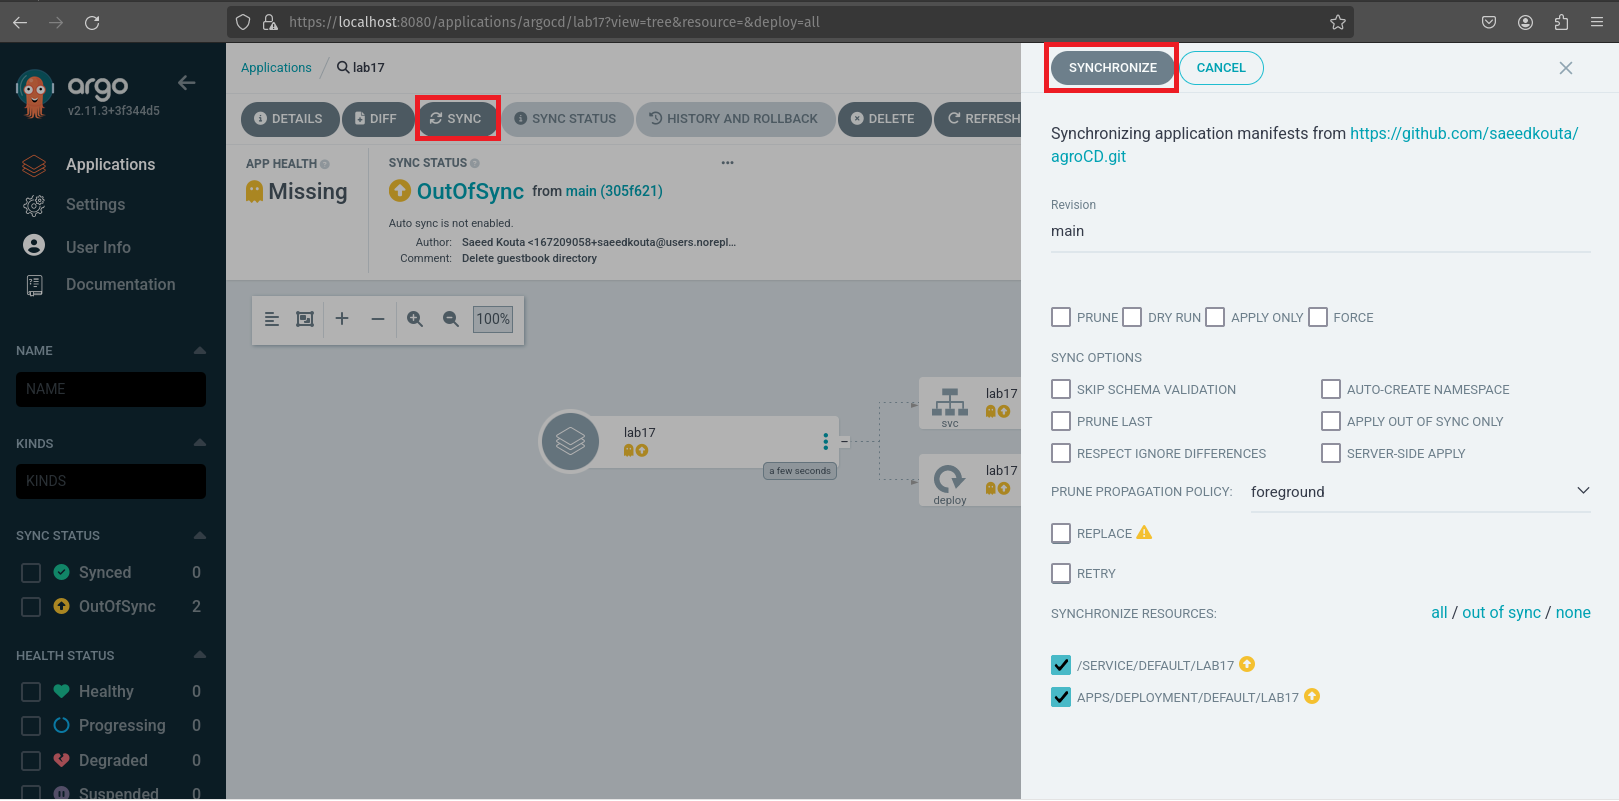 https://localhost:8080/applications/argocd/lab17?view=tree&resource=&deploy=all
argo
v2.11.3+3f344d5
Applications
Settings
User Info
Documentation
NAME
NAME
KINDS
KINDS
SYNC STATUS
Synced 0
OutOfSync 2
HEALTH STATUS
Healthy 0
Progressing 0
Degraded 0
Suspended 0
Applications / lab17
DETAILS DIFF SYNC SYNC STATUS HISTORY AND ROLLBACK DELETE REFRESH
APP HEALTH
Missing
SYNC STATUS
OutOfSync from main (305f621)
Auto sync is not enabled.
Author: Saeed Kouta <167209058+saeedkouta@users.norepl...
Comment: Delete guestbook directory
100%
lab17
a few seconds
svc
lab17
deploy
lab17
SYNCHRONIZE CANCEL
Synchronizing application manifests from https://github.com/saeedkouta/
agroCD.git
Revision
main
PRUNE DRY RUN APPLY ONLY FORCE
SYNC OPTIONS
SKIP SCHEMA VALIDATION AUTO-CREATE NAMESPACE
PRUNE LAST APPLY OUT OF SYNC ONLY
RESPECT IGNORE DIFFERENCES SERVER-SIDE APPLY
PRUNE PROPAGATION POLICY: foreground
REPLACE
RETRY
SYNCHRONIZE RESOURCES: all / out of sync / none
/SERVICE/DEFAULT/LAB17
APPS/DEPLOYMENT/DEFAULT/LAB17